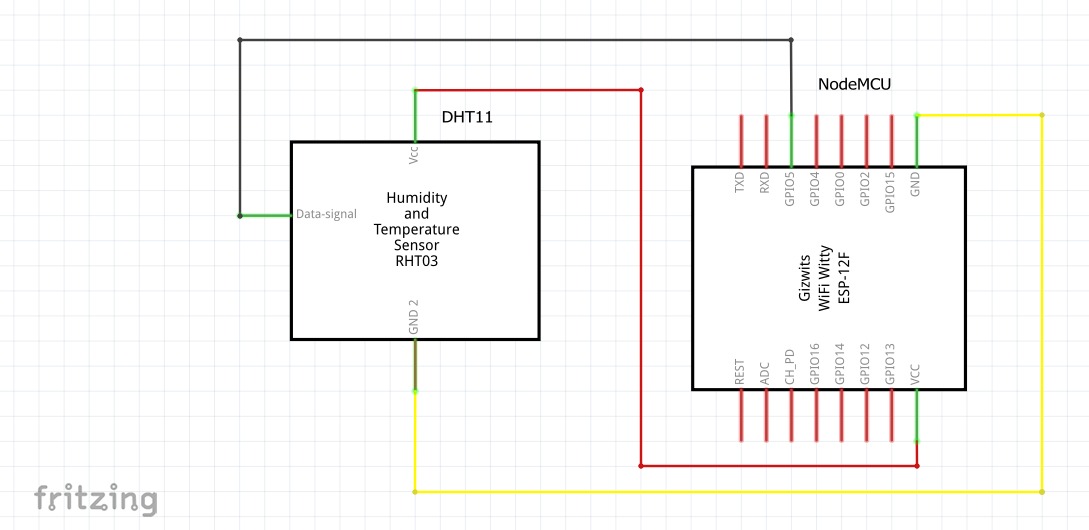 NodeMCU
DHT11
Vcc
Humidity
and
Temperature
Sensor
RHT03
Data-signal
GND 2
TXD
RXD
GPIO5
GPIO4
GPIO0
GPIO2
GPIO15
GND
Gizwits
WiFi Witty
ESP-12F
REST
ADC
CH_PD
GPIO16
GPIO14
GPIO12
GPIO13
VCC
fritzing